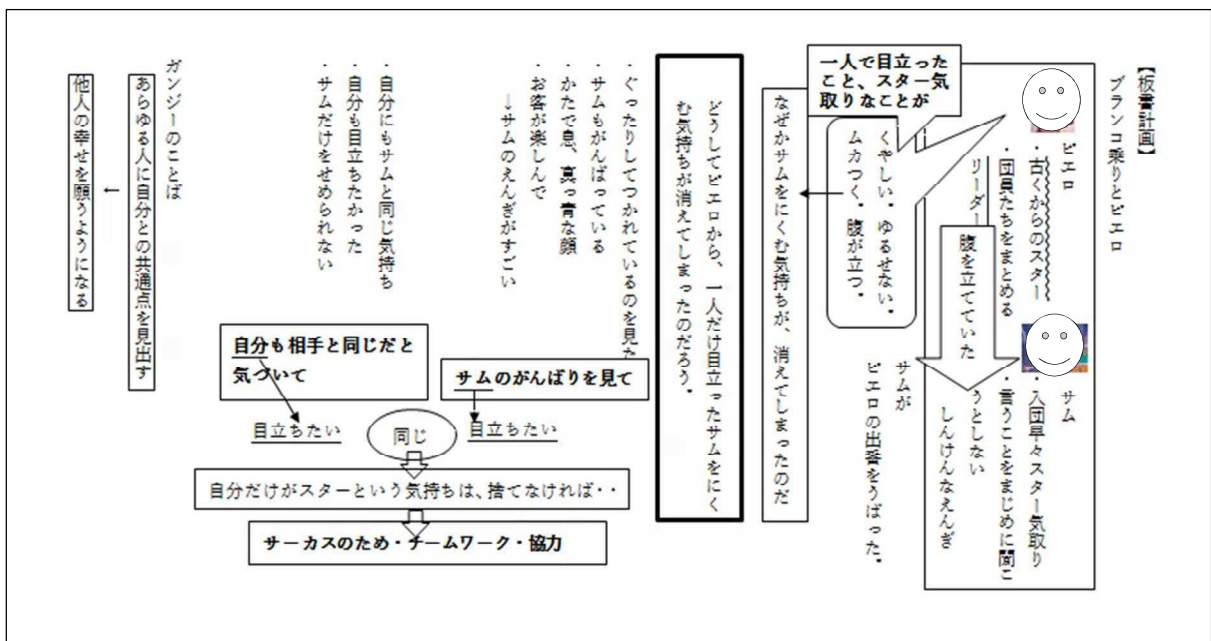 【板書計画】
ブランコ乗りとピエロ
ピエロ
・古くからのスター
・団員たちをまとめる
リーダー
サム
・入団早々スター気取り
・言うことをまじめに聞こ
うとしない
しんけんなえんぎ
腹を立てていた
一人で目立った
こと、スター気
取りなことが
くやしい。ゆるせない。
ムカつく。腹が立つ。
サムが
ピエロの出番をうばった。
なぜかサムをにくむ気持ちが、消えてしまったのだ
どうしてピエロから、一人だけ目立ったサムをにく
む気持ちが消えてしまったのだろう。
・ぐったりしてつかれているのを見た
・サムもがんばっている
・かたで息、真っ青な顔
・お客が楽しんで
→サムのえんぎがすごい
サムのがんばりを見て
目立ちたい
・自分にもサムと同じ気持ち
・自分も目立ちたかった
・サムだけをせめられない
自分も相手と同じだと
気づいて
目立ちたい
同じ
自分だけがスターという気持ちは、捨てなければ・・
サーカスのため・チームワーク・協力
ガンジーのことば
あらゆる人に自分との共通点を見出す
↓
他人の幸せを願うようになる